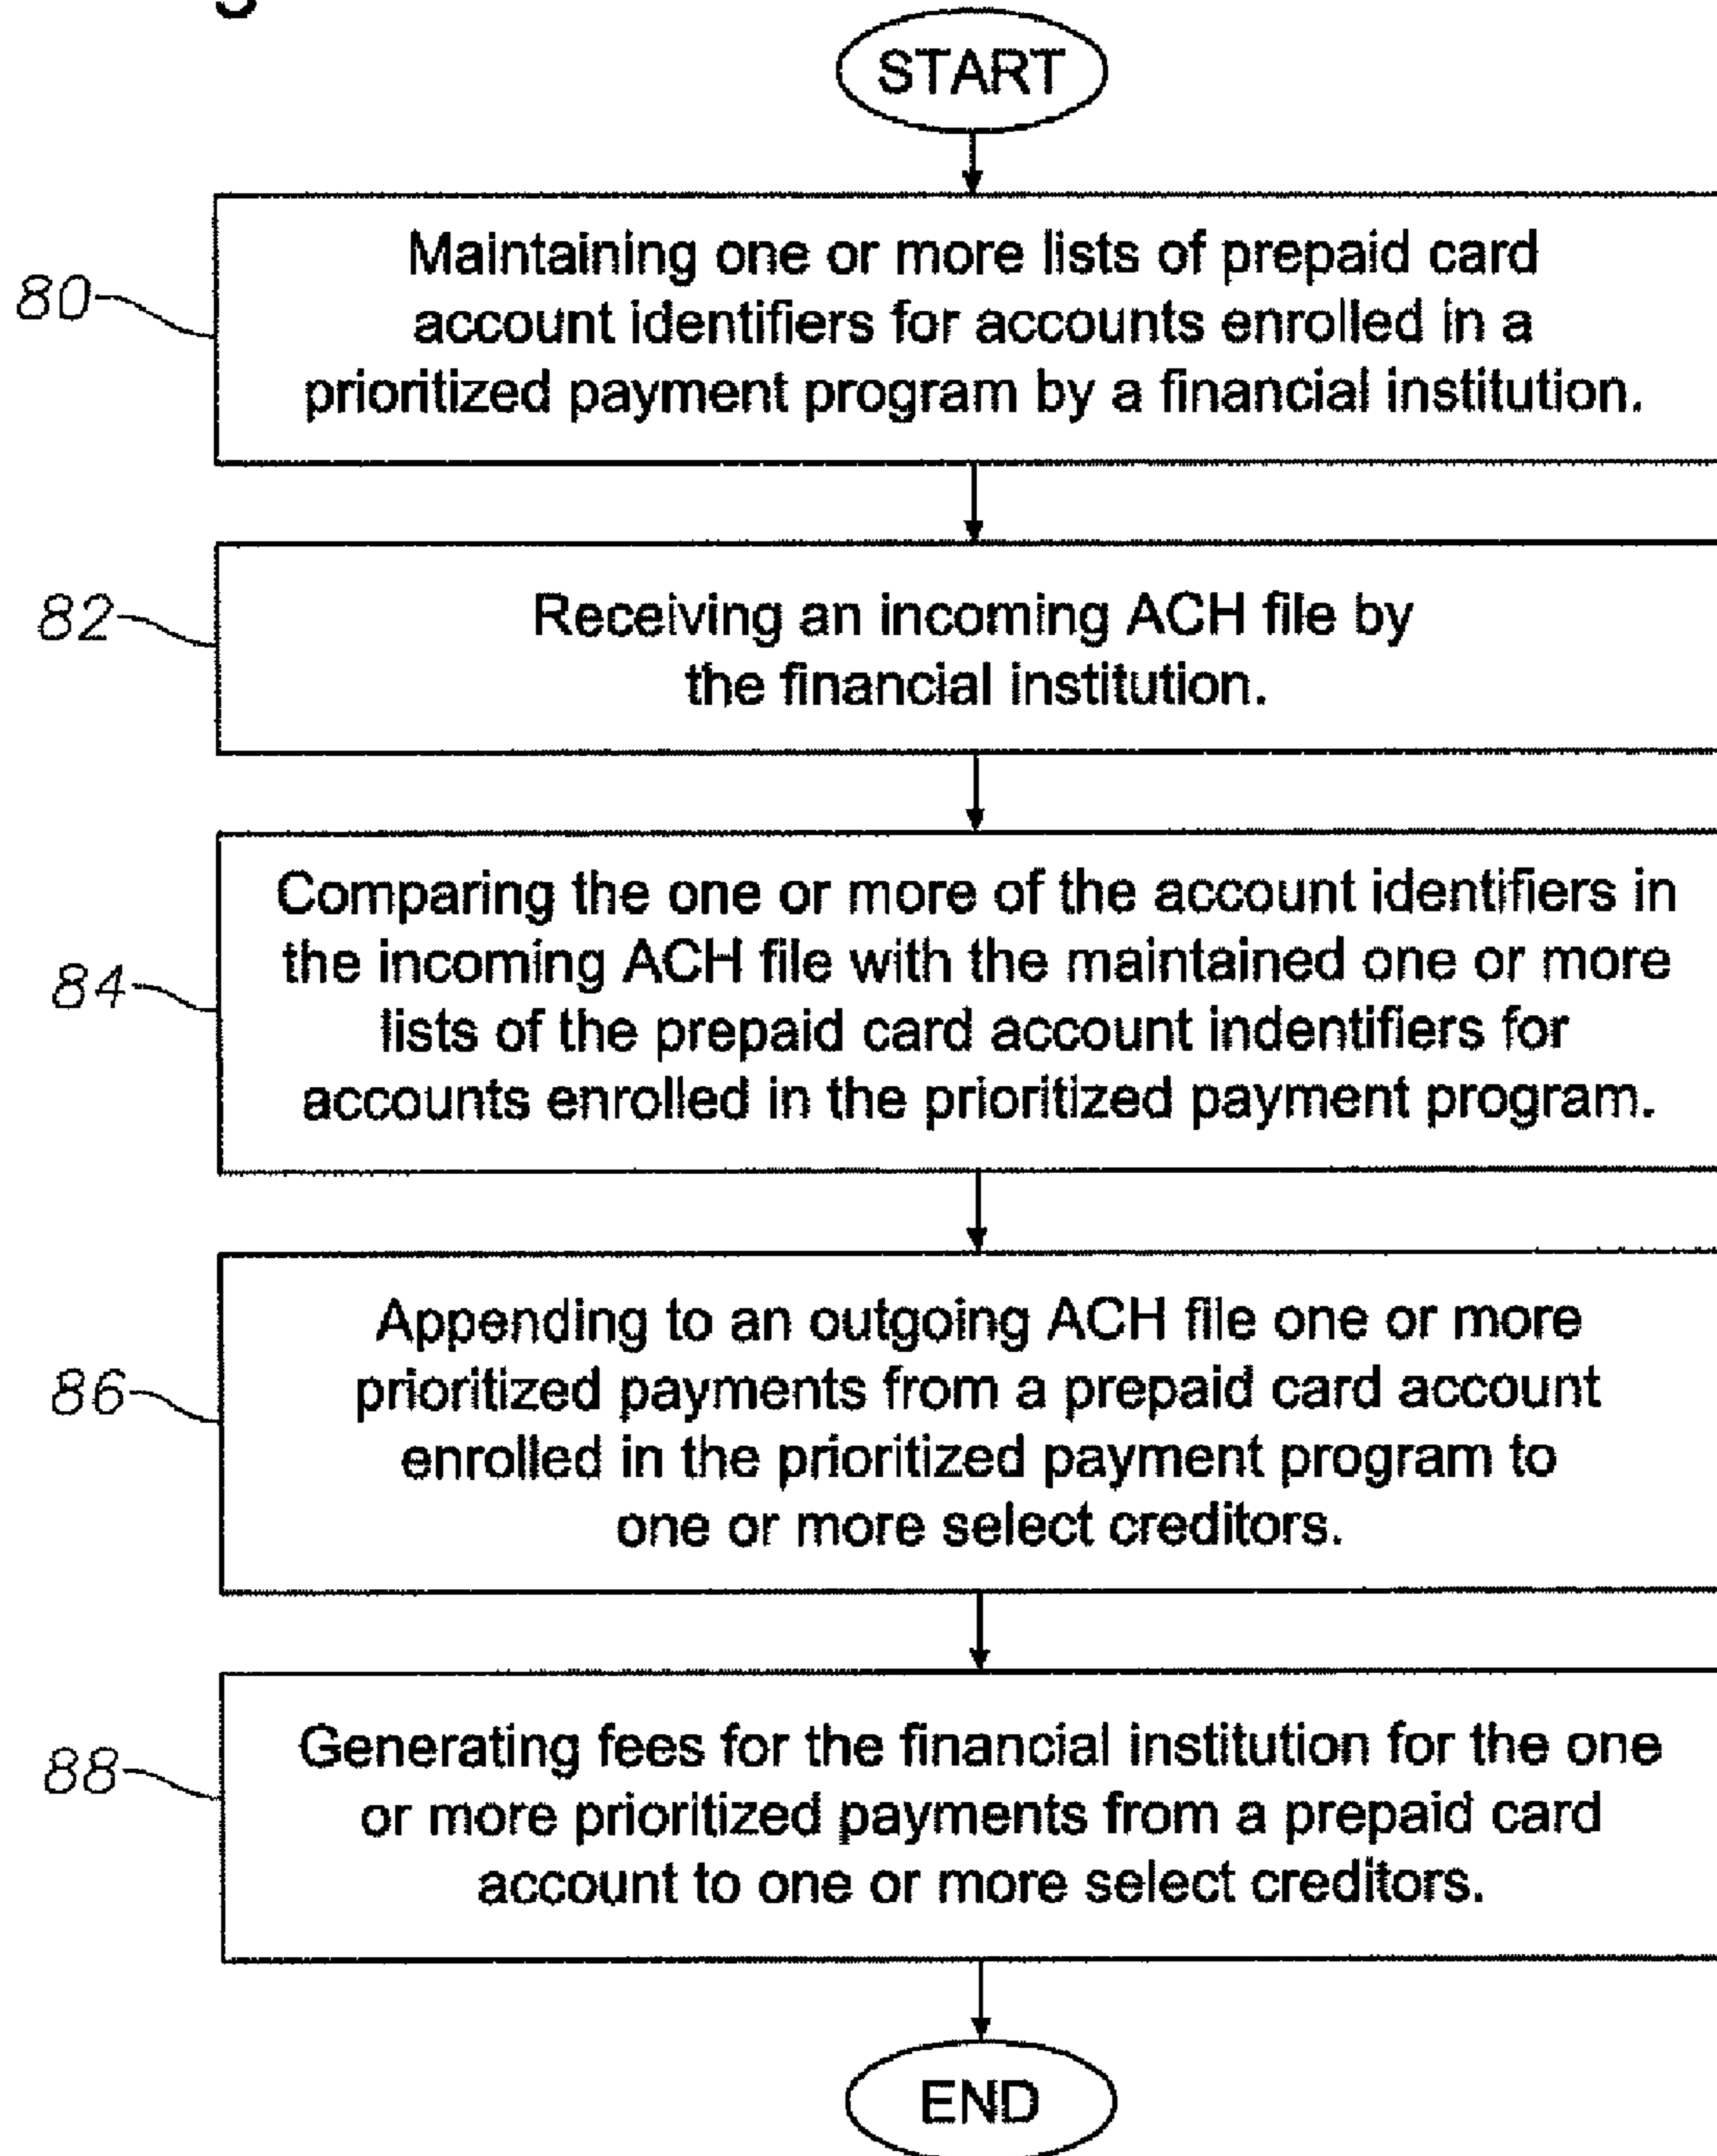 START
80
Maintaining one or more lists of prepaid card
account identifiers for accounts enrolled in a
prioritized payment program by a financial institution.
82
Receiving an incoming ACH file by
the financial institution.
84
Comparing the one or more of the account identifiers in
the incoming ACH file with the maintained one or more
lists of the prepaid card account indentifiers for
accounts enrolled in the prioritized payment program.
86
Appending to an outgoing ACH file one or more
prioritized payments from a prepaid card account
enrolled in the prioritized payment program to
one or more select creditors.
88
Generating fees for the financial institution for the one
or more prioritized payments from a prepaid card
account to one or more select creditors.
END